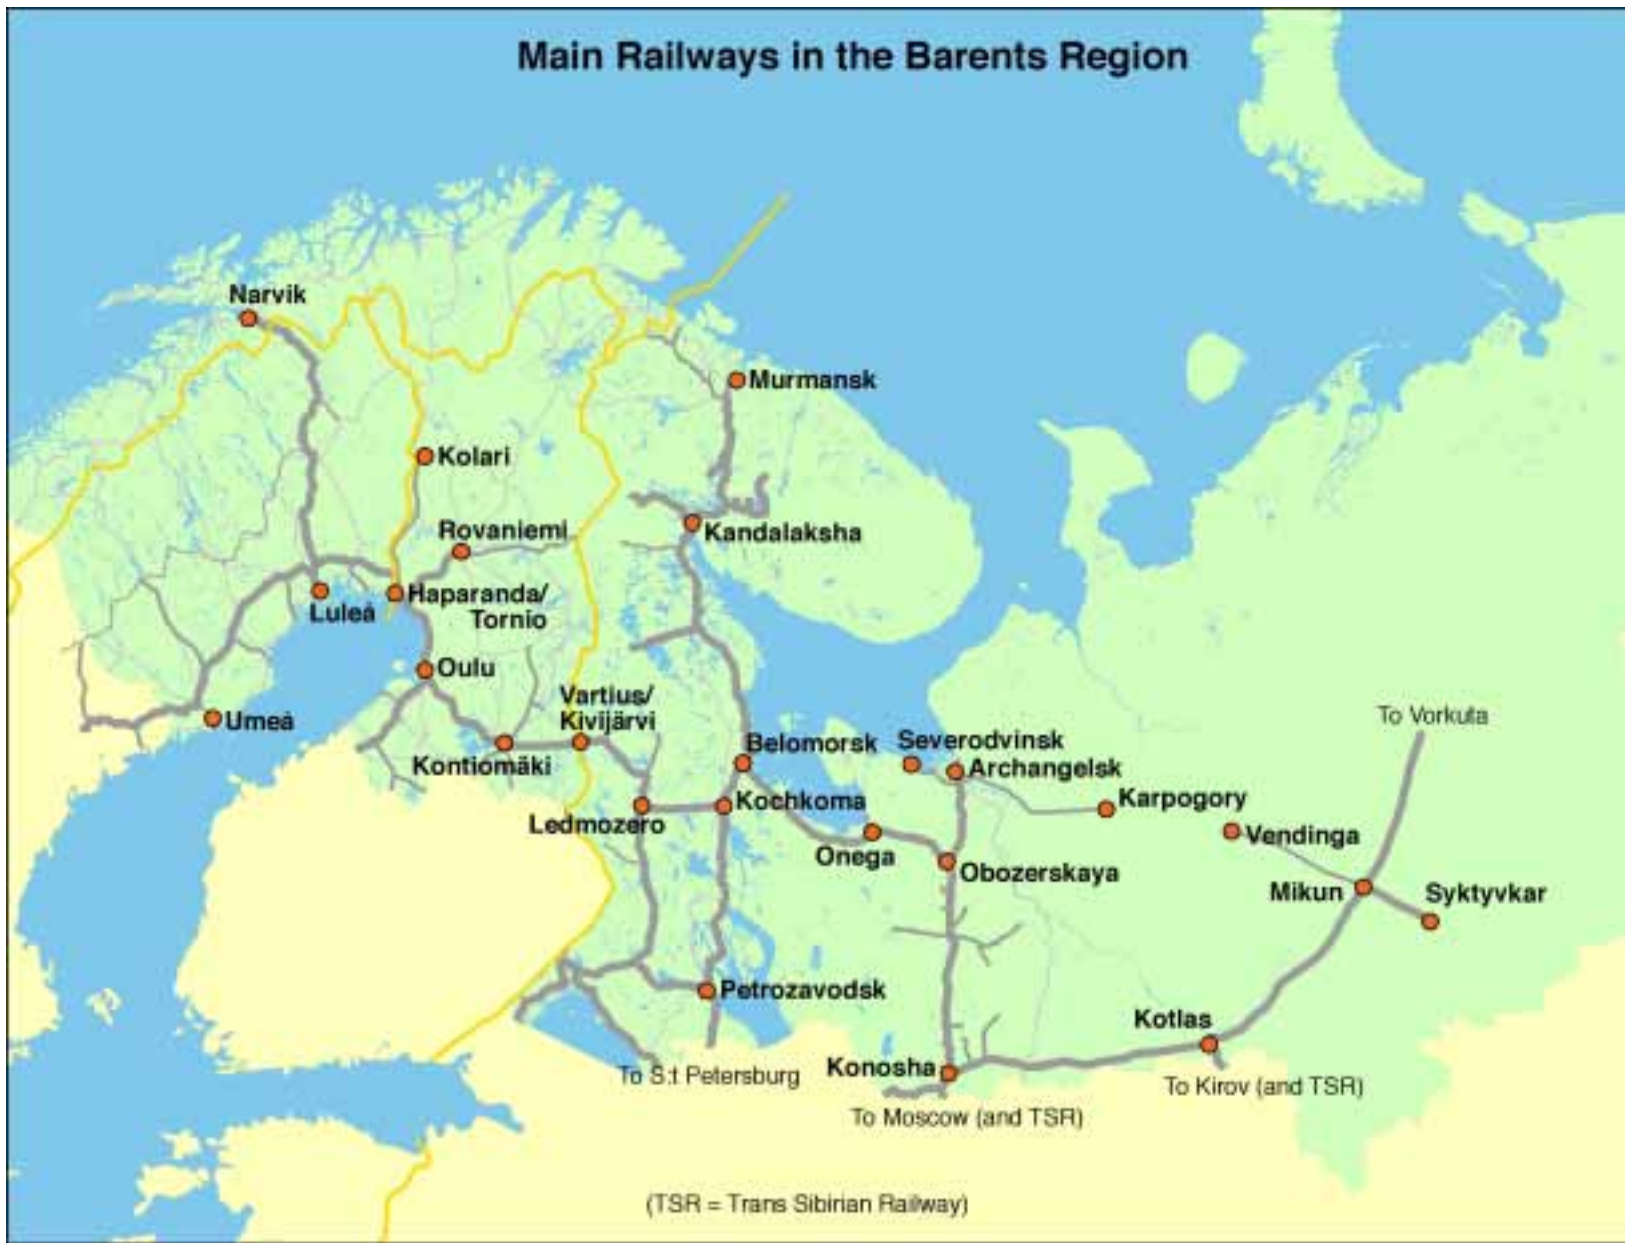 Main Railways in the Barents Region
Narvik
Murmansk
Kolari
Rovaniemi
Kandalaksha
Haparanda/
Tornio
Luleå
Oulu
Vartius/
Kivijärvi
Umeå
To Vorkuta
Belomorsk
Severodvinsk
Kontiomäki
Archangelsk
Kochkoma
Karpogory
Ledmozero
Vendinga
Onega
Obozerskaya
Mikun
Syktyvkar
Petrozavodsk
Kotlas
Konosha
To S:t Petersburg
To Kirov (and TSR)
To Moscow (and TSR)
(TSR = Trans Sibirian Railway)